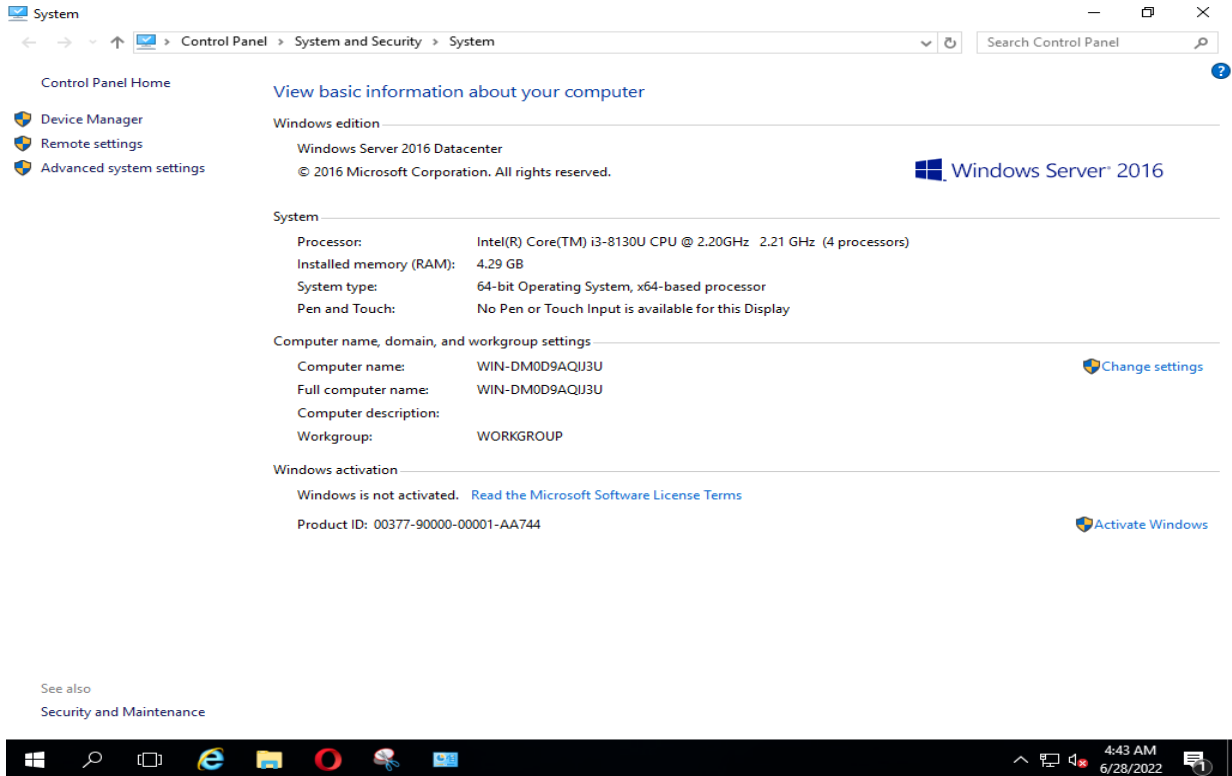 System
Control Panel > System and Security > System
Search Control Panel
Control Panel Home
Device Manager
Remote settings
Advanced system settings
View basic information about your computer
Windows edition
Windows Server 2016 Datacenter
© 2016 Microsoft Corporation. All rights reserved.
Windows Server® 2016
System
Processor: Intel(R) Core(TM) i3-8130U CPU @ 2.20GHz 2.21 GHz (4 processors)
Installed memory (RAM): 4.29 GB
System type: 64-bit Operating System, x64-based processor
Pen and Touch: No Pen or Touch Input is available for this Display
Computer name, domain, and workgroup settings
Computer name: WIN-DM0D9AQIJ3U
Change settings
Full computer name: WIN-DM0D9AQIJ3U
Computer description:
Workgroup: WORKGROUP
Windows activation
Windows is not activated. Read the Microsoft Software License Terms
Product ID: 00377-90000-00001-AA744
Activate Windows
See also
Security and Maintenance
4:43 AM
6/28/2022
1